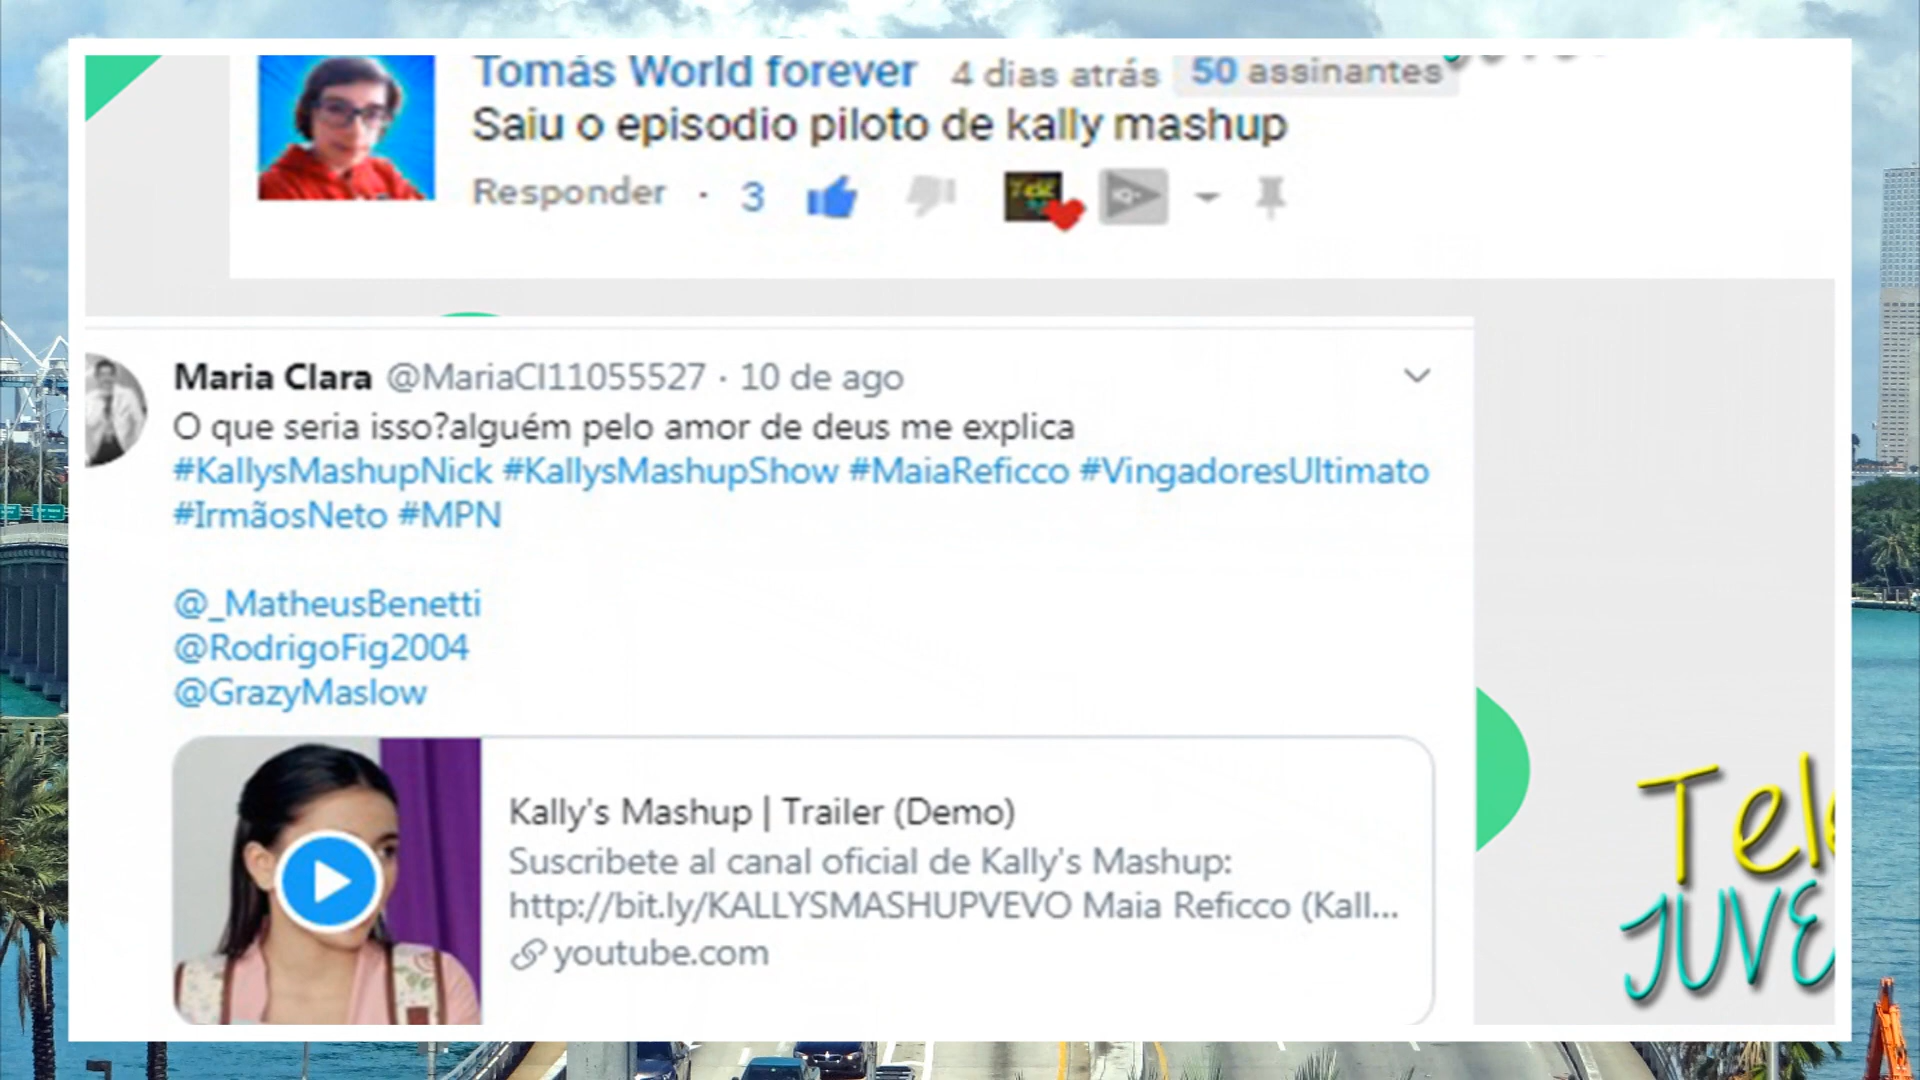 Tomás World forever 4 dias atrás 50 assinantes
Saiu o episodio piloto de kally mashup
Responder · 3
Maria Clara @MariaCl11055527 · 10 de ago
O que seria isso?alguém pelo amor de deus me explica
#KallysMashupNick #KallysMashupShow #MaiaReficco #VingadoresUltimato
#IrmãosNeto #MPN
@_MatheusBenetti
@RodrigoFig2004
@GrazyMaslow
Kally's Mashup | Trailer (Demo)
Suscribete al canal oficial de Kally's Mashup:
http://bit.ly/KALLYSMASHUPVEVO Maia Reficco (Kall...
youtube.com
Tele
JUVE